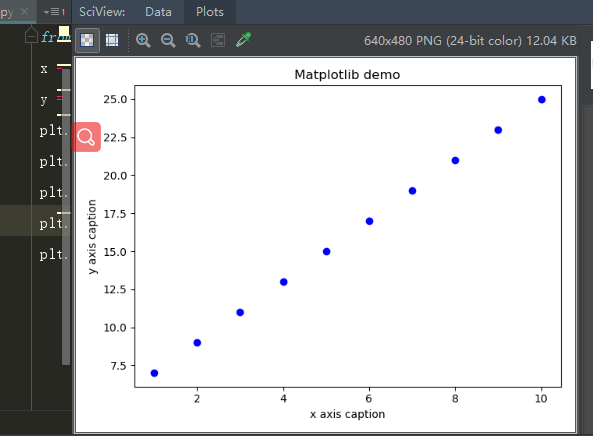 py SciView: Data Plots
from
640x480 PNG (24-bit color) 12.04 KB
x =
y =
plt.
plt.
plt.
plt.
plt.
Matplotlib demo
y axis caption
25.0
22.5
20.0
17.5
15.0
12.5
10.0
7.5
2 4 6 8 10
x axis caption